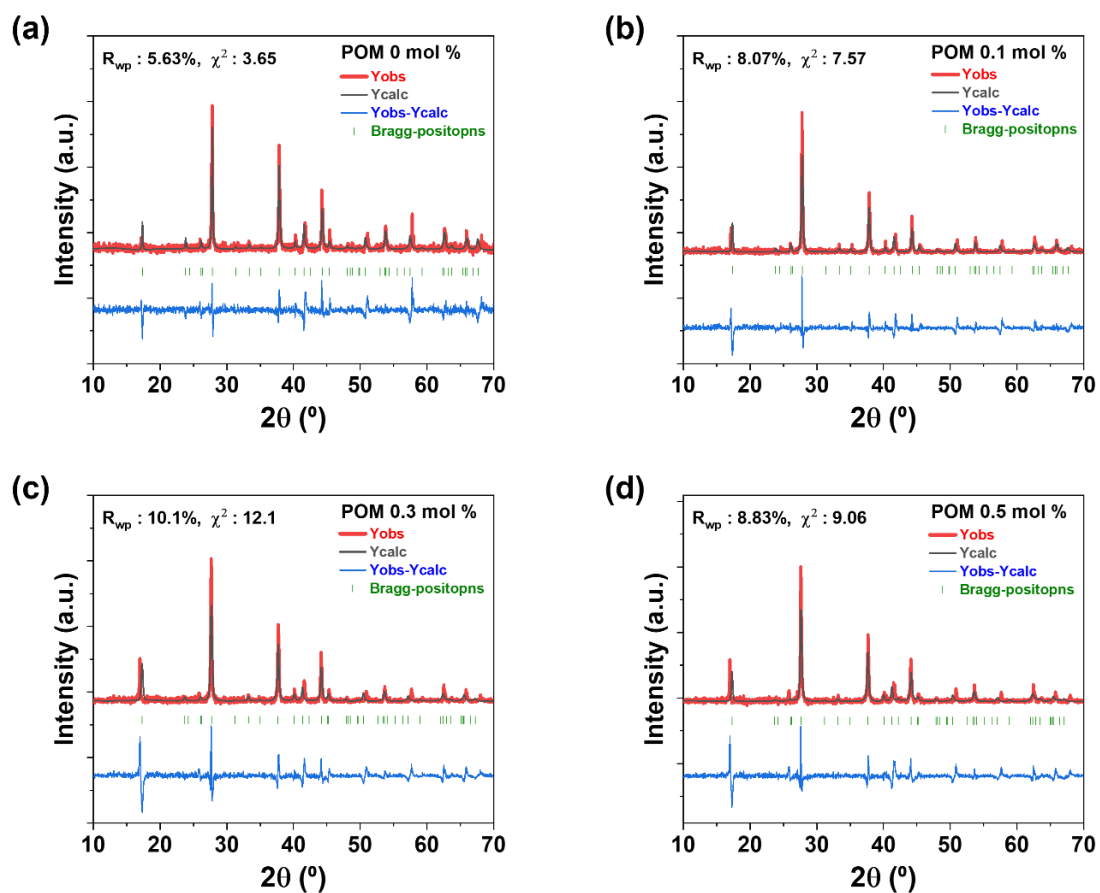 (a)
R_wp : 5.63%, χ² : 3.65
POM 0 mol %
Yobs
Ycalc
Yobs-Ycalc
Bragg-positopns
Intensity (a.u.)
10 20 30 40 50 60 70
2θ (º)
(b)
R_wp : 8.07%, χ² : 7.57
POM 0.1 mol %
Yobs
Ycalc
Yobs-Ycalc
Bragg-positopns
Intensity (a.u.)
10 20 30 40 50 60 70
2θ (º)
(c)
R_wp : 10.1%, χ² : 12.1
POM 0.3 mol %
Yobs
Ycalc
Yobs-Ycalc
Bragg-positopns
Intensity (a.u.)
10 20 30 40 50 60 70
2θ (º)
(d)
R_wp : 8.83%, χ² : 9.06
POM 0.5 mol %
Yobs
Ycalc
Yobs-Ycalc
Bragg-positopns
Intensity (a.u.)
10 20 30 40 50 60 70
2θ (º)